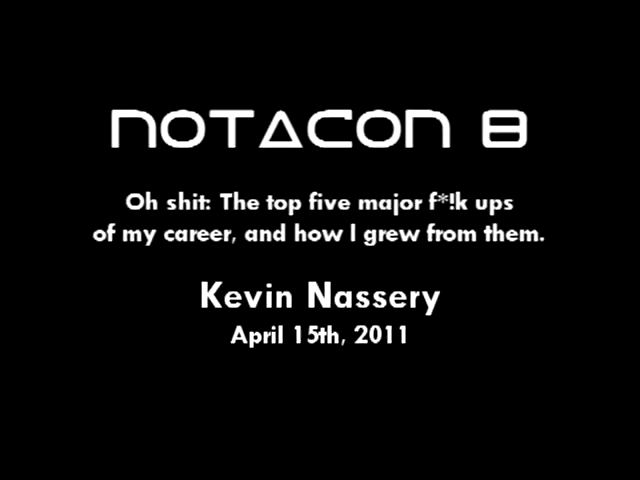 NOTACON 8
Oh shit: The top five major f*!k ups
of my career, and how I grew from them.
Kevin Nassery
April 15th, 2011